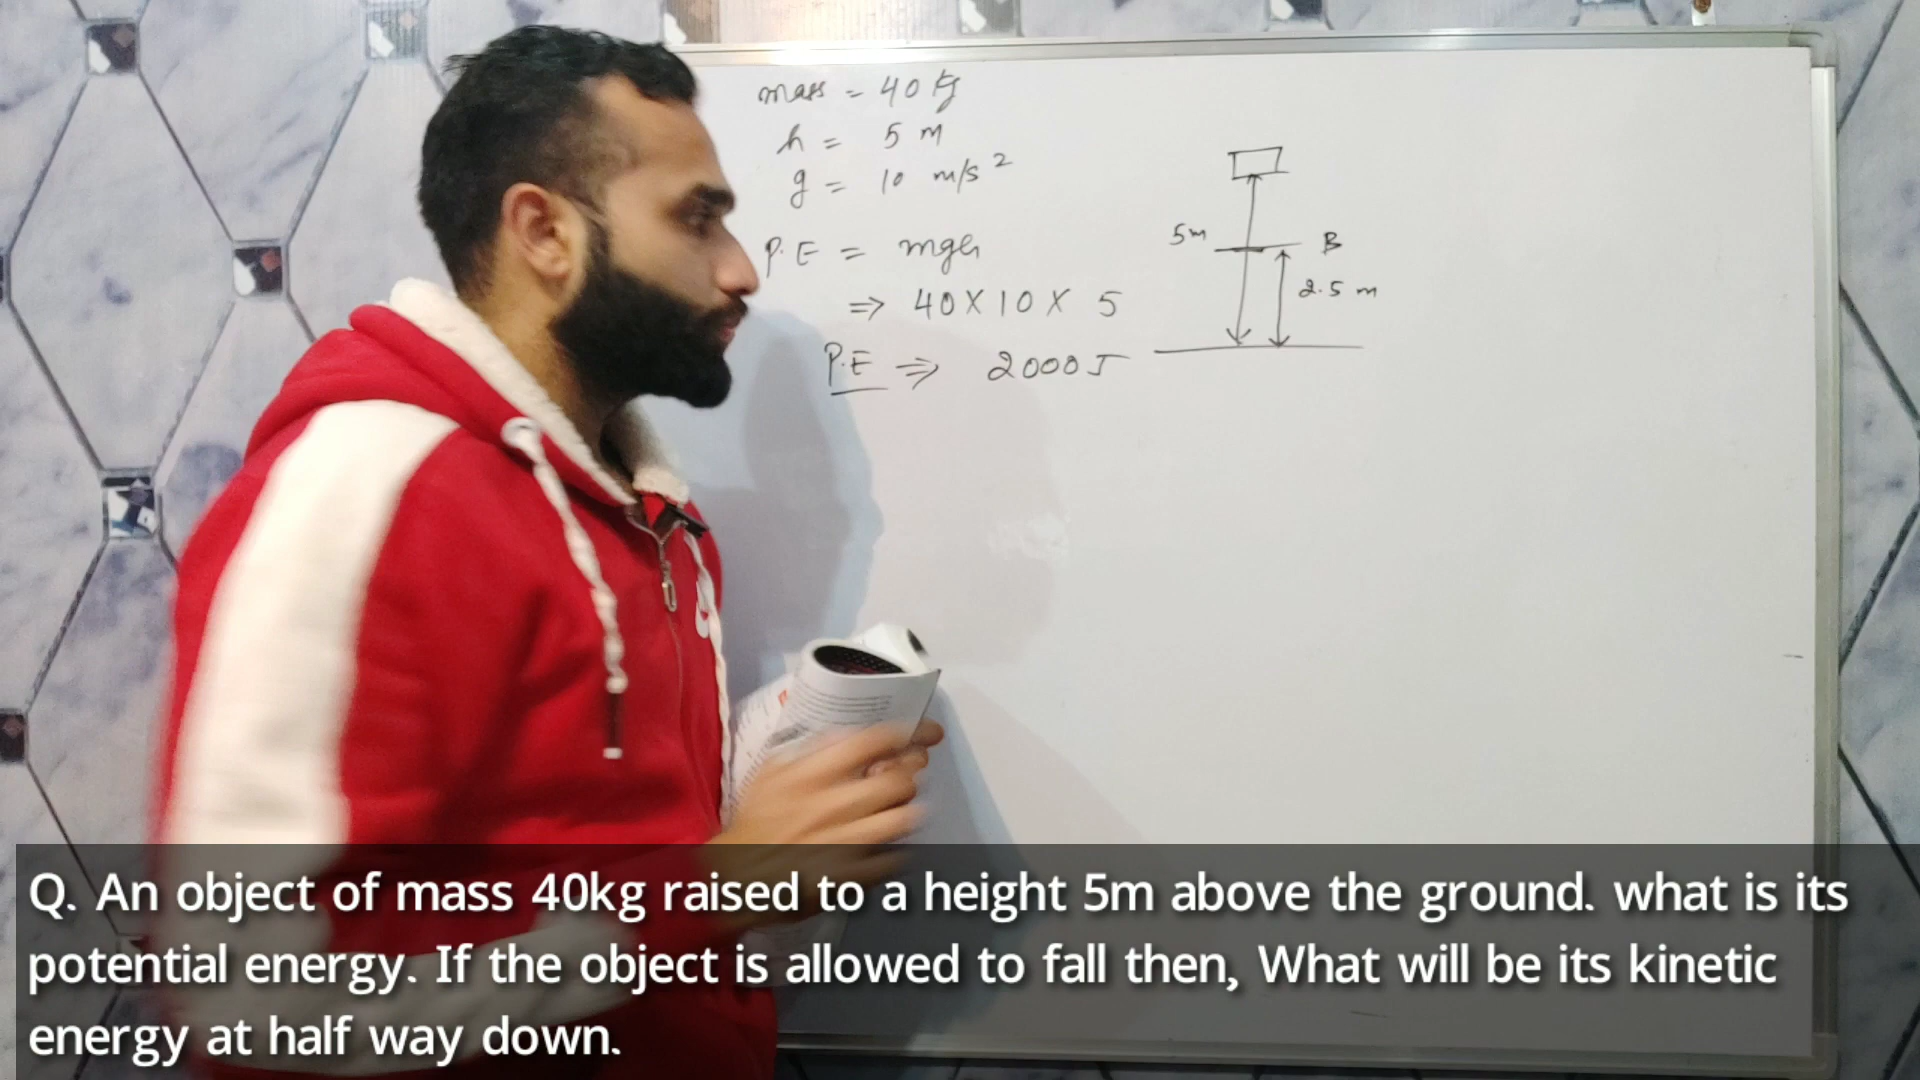 mass = 40 kg
h = 5 m
g = 10 m/s²
P.E = mgh
⇒ 40 X 10 X 5
P.E ⇒ 2000 J
5m
B
2.5 m
Q. An object of mass 40kg raised to a height 5m above the ground. what is its
potential energy. If the object is allowed to fall then, What will be its kinetic
energy at half way down.